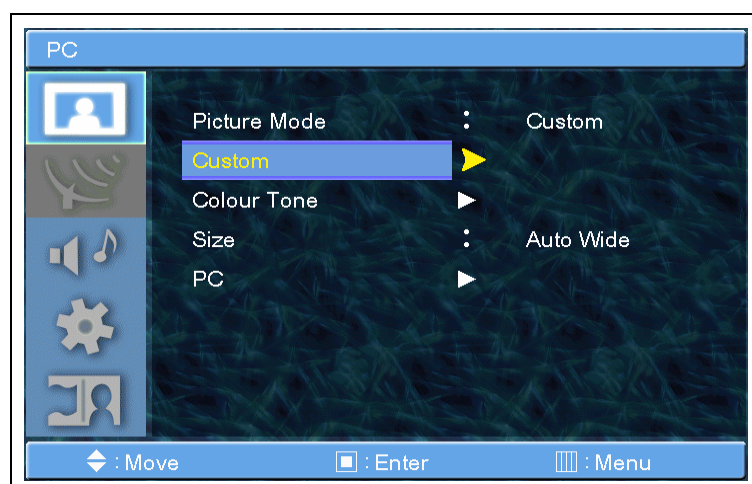 PC
Picture Mode : Custom
Custom
Colour Tone
Size : Auto Wide
PC
: Move : Enter : Menu